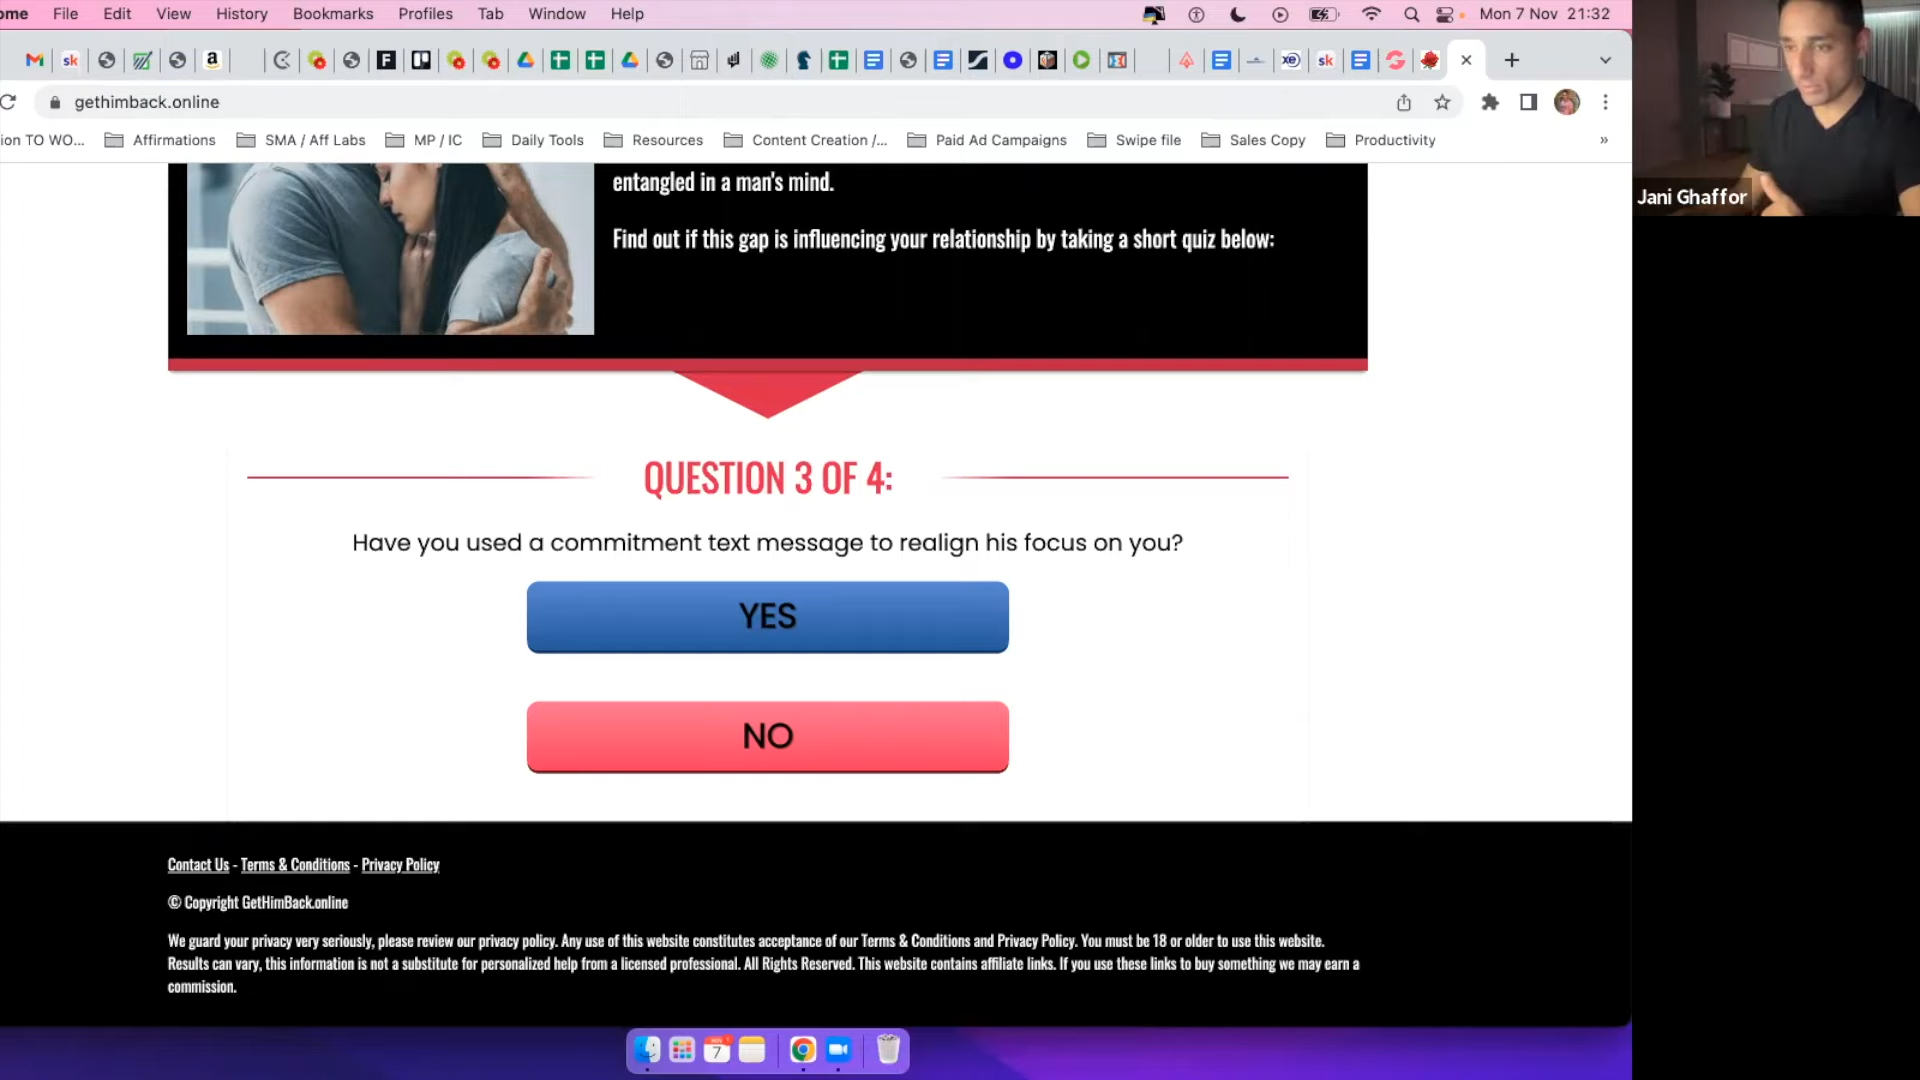 ome File Edit View History Bookmarks Profiles Tab Window Help Mon 7 Nov 21:32
gethimback.online
ion TO WO... Affirmations SMA / Aff Labs MP / IC Daily Tools Resources Content Creation /... Paid Ad Campaigns Swipe file Sales Copy Productivity »
Jani Ghaffor
entangled in a man's mind.
Find out if this gap is influencing your relationship by taking a short quiz below:
QUESTION 3 OF 4:
Have you used a commitment text message to realign his focus on you?
YES
NO
Contact Us - Terms & Conditions - Privacy Policy
© Copyright GetHimBack.online
We guard your privacy very seriously, please review our privacy policy. Any use of this website constitutes acceptance of our Terms & Conditions and Privacy Policy. You must be 18 or older to use this website.
Results can vary, this information is not a substitute for personalized help from a licensed professional. All Rights Reserved. This website contains affiliate links. If you use these links to buy something we may earn a
commission.
7